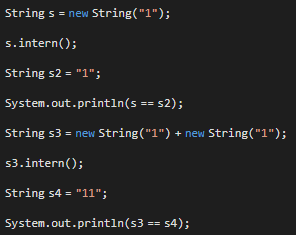 String s = new String("1");
s.intern();
String s2 = "1";
System.out.println(s == s2);
String s3 = new String("1") + new String("1");
s3.intern();
String s4 = "11";
System.out.println(s3 == s4);